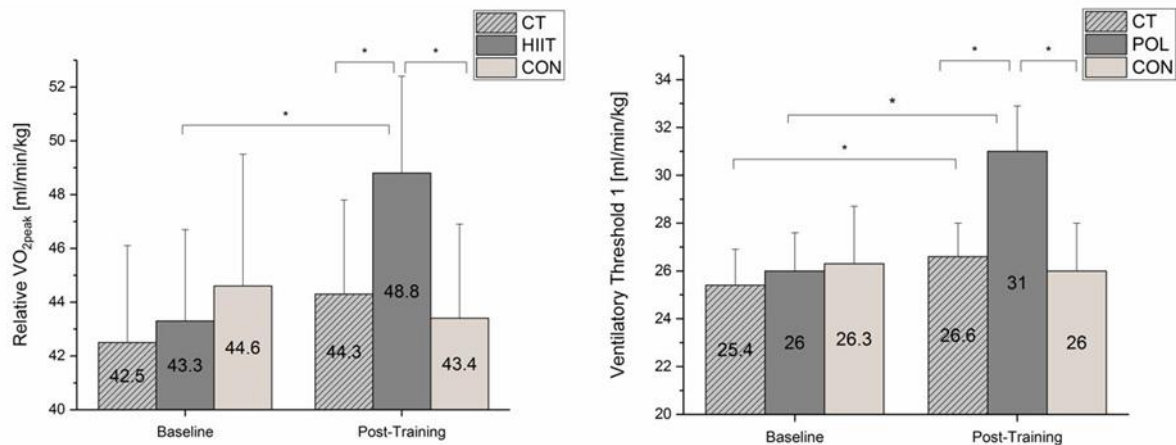 CT
HIIT
CON
*
*
*
Relative VO2peak [ml/min/kg]
52
50
48
46
44
42
40
42.5
43.3
44.6
44.3
48.8
43.4
Baseline
Post-Training
CT
POL
CON
*
*
*
*
Ventilatory Threshold 1 [ml/min/kg]
34
32
30
28
26
24
22
20
25.4
26
26.3
26.6
31
26
Baseline
Post-Training